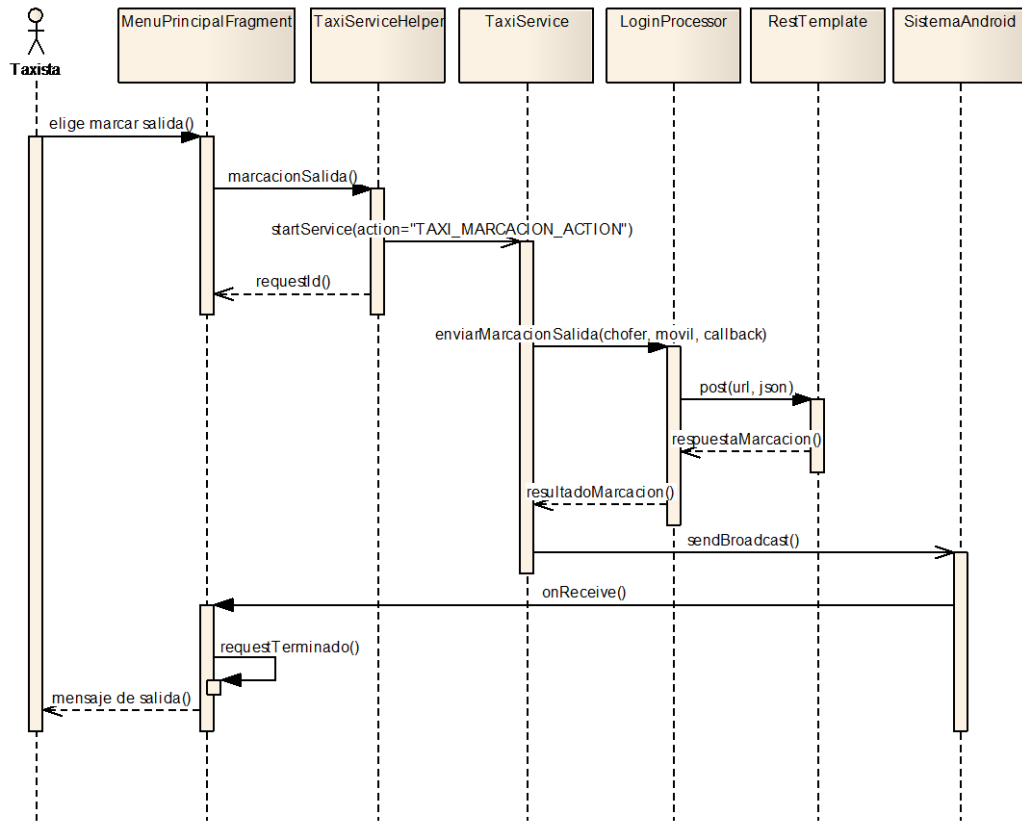 Taxista
MenuPrincipalFragment
TaxiServiceHelper
TaxiService
LoginProcessor
RestTemplate
SistemaAndroid
elige marcar salida()
marcacionSalida()
startService(action="TAXI_MARCACION_ACTION")
requestId()
enviarMarcacionSalida(chofer, movil, callback)
post(url, json)
respuestaMarcacion()
resultadoMarcacion()
sendBroadcast()
onReceive()
requestTerminado()
mensaje de salida()